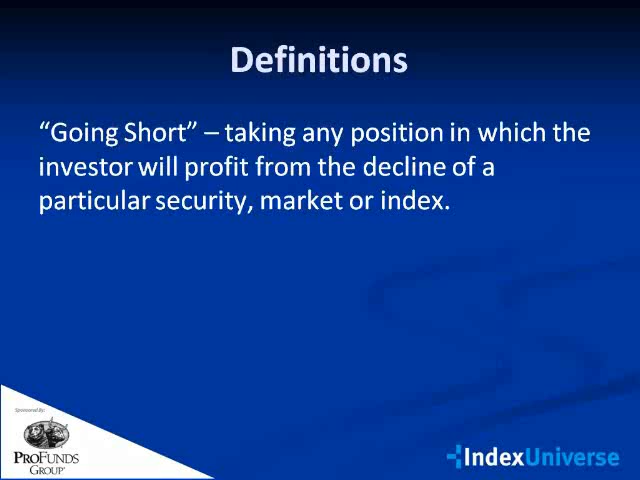 Definitions
“Going Short” – taking any position in which the
investor will profit from the decline of a
particular security, market or index.
Sponsored By:
PROFUNDS
GROUP®
IndexUniverse